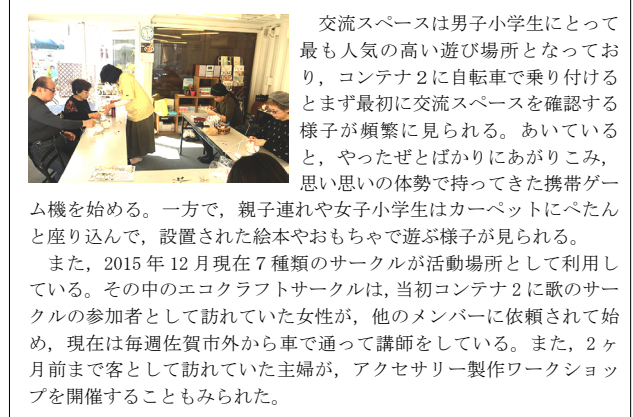 交流スペースは男子小学生にとって
最も人気の高い遊び場所となってお
り，コンテナ２に自転車で乗り付ける
とまず最初に交流スペースを確認する
様子が頻繁に見られる。あいている
と，やったぜとばかりにあがりこみ，
思い思いの体勢で持ってきた携帯ゲー
ム機を始める。一方で，親子連れや女子小学生はカーペットにぺたん
と座り込んで，設置された絵本やおもちゃで遊ぶ様子が見られる。
また，2015 年 12 月現在７種類のサークルが活動場所として利用し
ている。その中のエコクラフトサークルは，当初コンテナ 2 に歌のサー
クルの参加者として訪れていた女性が，他のメンバーに依頼されて始
め，現在は毎週佐賀市外から車で通って講師をしている。また，2 ヶ
月前まで客として訪れていた主婦が，アクセサリー製作ワークショッ
プを開催することもみられた。